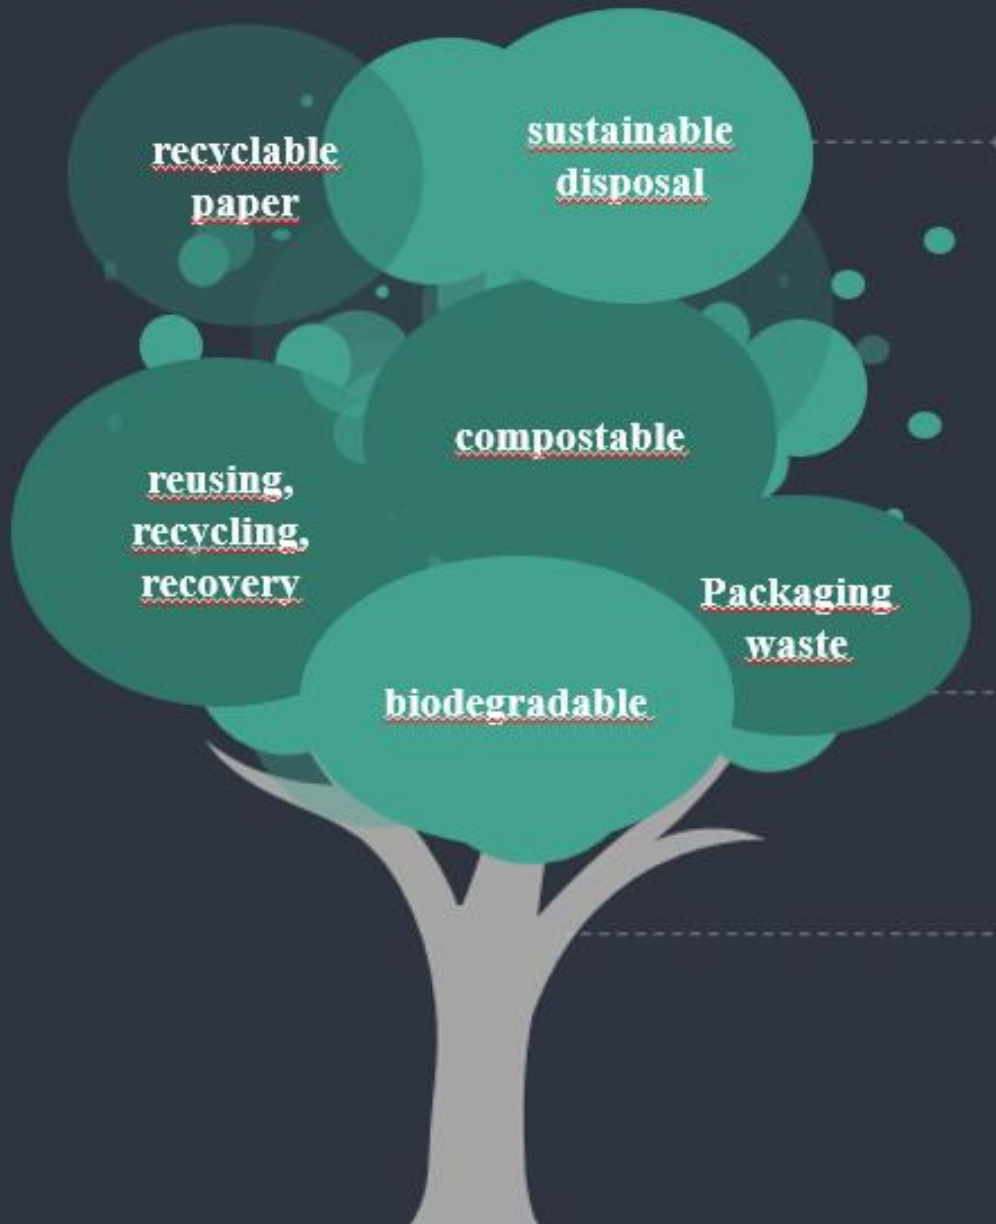 recyclable
paper
sustainable
disposal
compostable
reusing,
recycling,
recovery
Packaging
waste
biodegradable